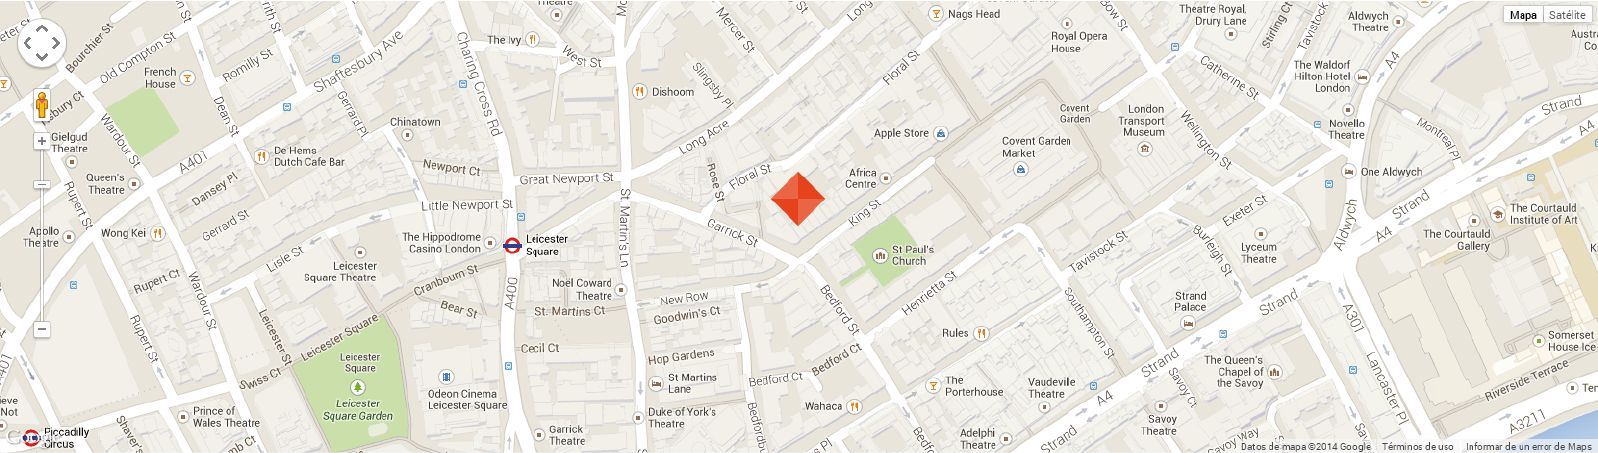 Theatre
Mercer St
Long Acre
Nags Head
Bow St
Theatre Royal,
Drury Lane
Stirling Ct
Tavistock St
Aldwych
Theatre
Mapa
Satélite
Bourchier St
Old Compton St
Romilly St
Shaftesbury Ave
The Ivy
West St
Charing Cross Rd
Royal Opera
House
A4
French
House
Dean St
Gerrard Pl
Slingsby Pl
Dishoom
Floral St
Catherine St
The Waldorf
Hilton Hotel
London
Strand
Gielgud
Theatre
Wardour St
A401
Chinatown
Long Acre
Apple Store
Covent
Garden
London
Transport
Museum
Wellington St
Novello
Theatre
Montreal Pl
A4
De Hems
Dutch Cafe Bar
Newport Ct
Great Newport St
Rose St
Floral St
Africa
Centre
Covent Garden
Market
One Aldwych
Queen's
Theatre
Dansey Pl
Rupert St
Little Newport St
St. Martin's Ln
Garrick St
King St
Exeter St
Aldwych
Strand
The Courtauld
Institute of Art
Apollo
Theatre
Wong Kei
Gerrard St
Lisle St
The Hippodrome
Casino London
Leicester
Square
St Paul's
Church
Tavistock St
Burleigh St
Lyceum
Theatre
A4
The Courtauld
Gallery
Rupert Ct
Wardour St
Leicester
Square Theatre
Cranbourn St
A400
Noel Coward
Theatre
New Row
Bedford St
Henrietta St
Southampton St
Strand
Palace
Strand
A301
Rupert St
Leicester St
Bear St
St. Martins Ct
Goodwin's Ct
Leicester Square
Cecil Ct
Hop Gardens
Bedford Ct
Rules
Somerset
House Ice
A401
Swiss Ct
Leicester
Square
Leicester
Square Garden
Odeon Cinema
Leicester Square
St Martins
Lane
Bedford Ct
The
Porterhouse
Vaudeville
Theatre
A4
Strand
Savoy Ct
The Queen's
Chapel of
the Savoy
Lancaster Pl
Riverside Terrace
Prince of
Wales Theatre
Garrick
Theatre
Duke of York's
Theatre
Wahaca
Adelphi
Theatre
Strand
Savoy
Theatre
Savoy Way
A3211
Piccadilly
Circus
Datos de mapa ©2014 Google
Términos de uso
Informar de un error de Maps